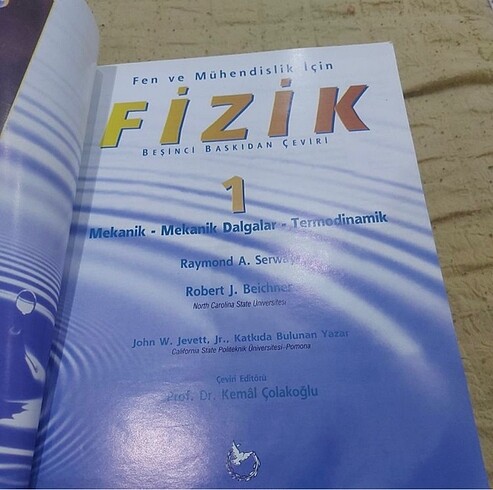 Fen ve Mühendislik İçin
FİZİK
BEŞİNCİ BASKIDAN ÇEVİRİ
1
Mekanik - Mekanik Dalgalar - Termodinamik
Raymond A. Serway
Robert J. Beichner
North Carolina State Universitesi
John W. Jevett, Jr., Katkıda Bulunan Yazar
California State Politeknik Üniversitesi-Pomona
Çeviri Editörü
Prof. Dr. Kemâl Çolakoğlu